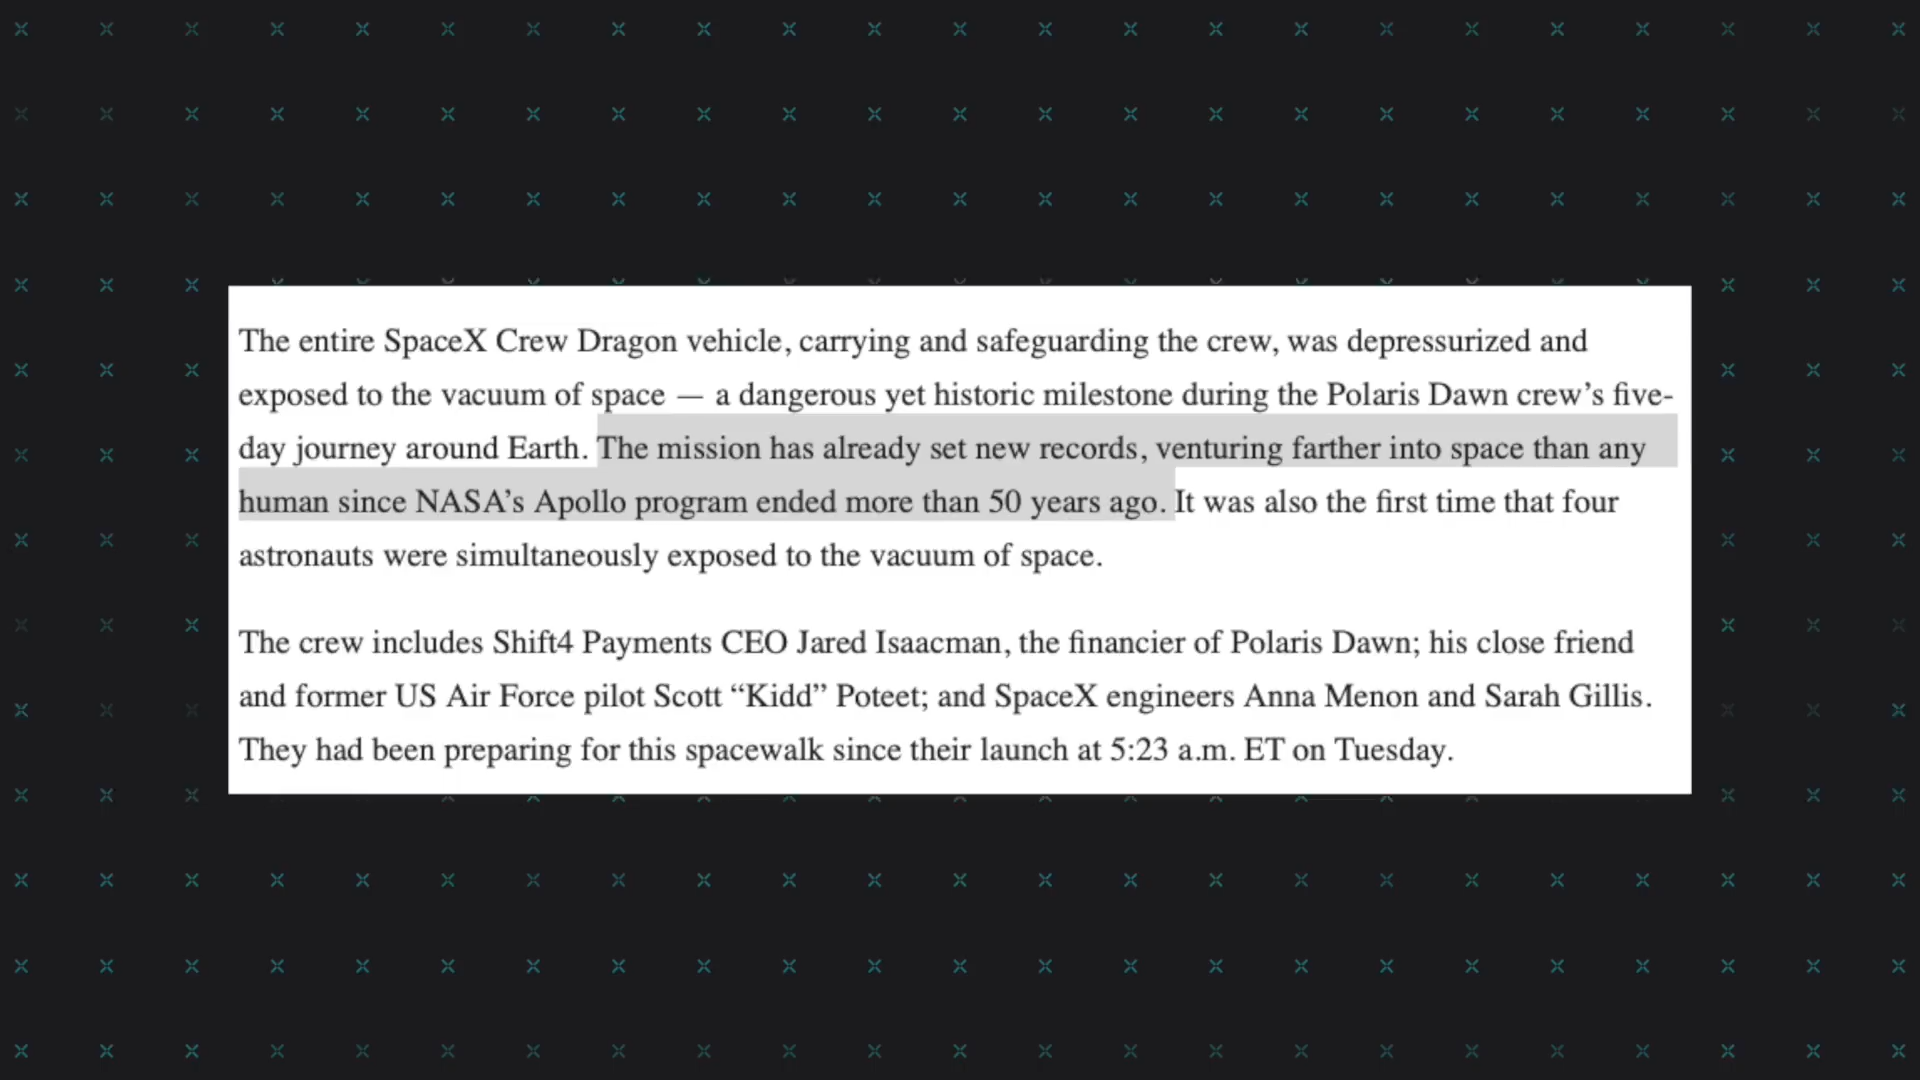 The entire SpaceX Crew Dragon vehicle, carrying and safeguarding the crew, was depressurized and
exposed to the vacuum of space — a dangerous yet historic milestone during the Polaris Dawn crew’s five-
day journey around Earth. The mission has already set new records, venturing farther into space than any
human since NASA’s Apollo program ended more than 50 years ago. It was also the first time that four
astronauts were simultaneously exposed to the vacuum of space.
The crew includes Shift4 Payments CEO Jared Isaacman, the financier of Polaris Dawn; his close friend
and former US Air Force pilot Scott “Kidd” Poteet; and SpaceX engineers Anna Menon and Sarah Gillis.
They had been preparing for this spacewalk since their launch at 5:23 a.m. ET on Tuesday.